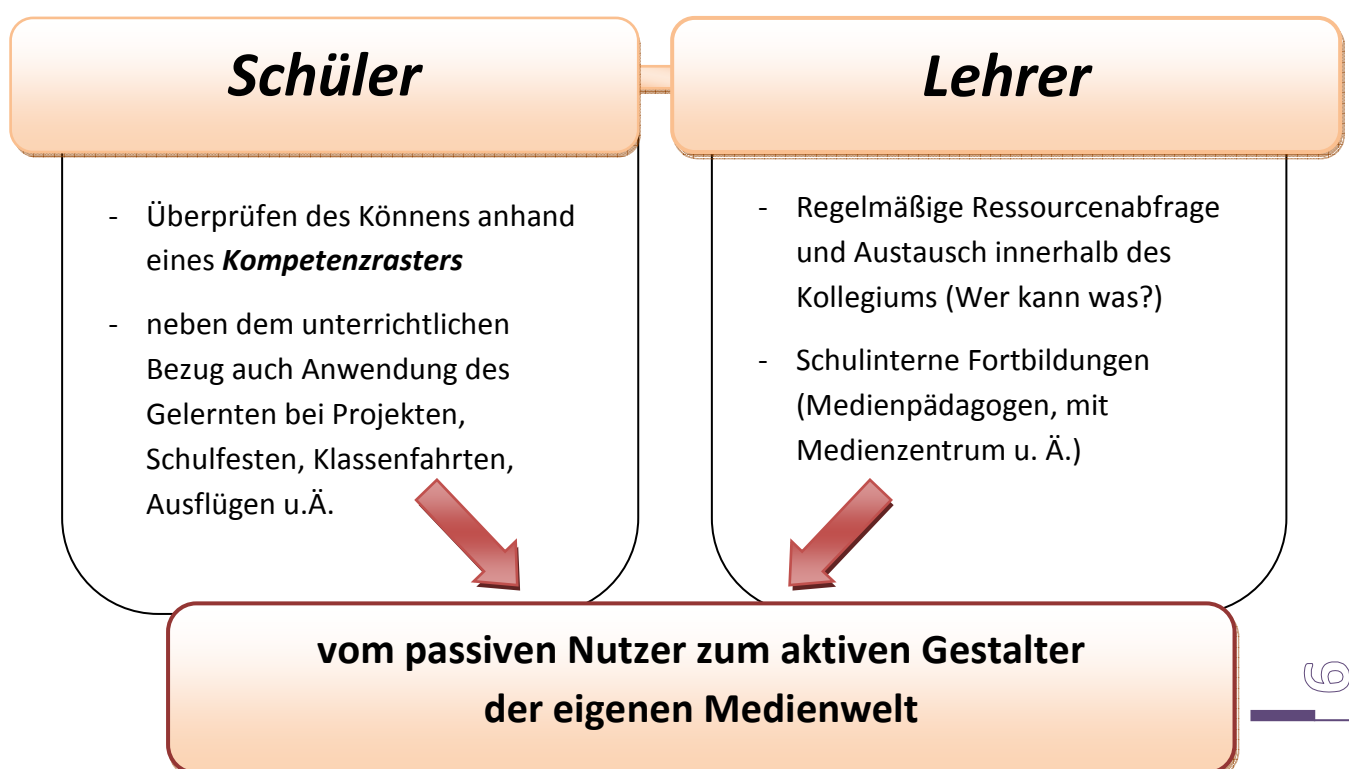 Schüler
Lehrer
- Überprüfen des Könnens anhand
eines Kompetenzrasters
- neben dem unterrichtlichen
Bezug auch Anwendung des
Gelernten bei Projekten,
Schulfesten, Klassenfahrten,
Ausflügen u.Ä.
- Regelmäßige Ressourcenabfrage
und Austausch innerhalb des
Kollegiums (Wer kann was?)
- Schulinterne Fortbildungen
(Medienpädagogen, mit
Medienzentrum u. Ä.)
vom passiven Nutzer zum aktiven Gestalter
der eigenen Medienwelt
6